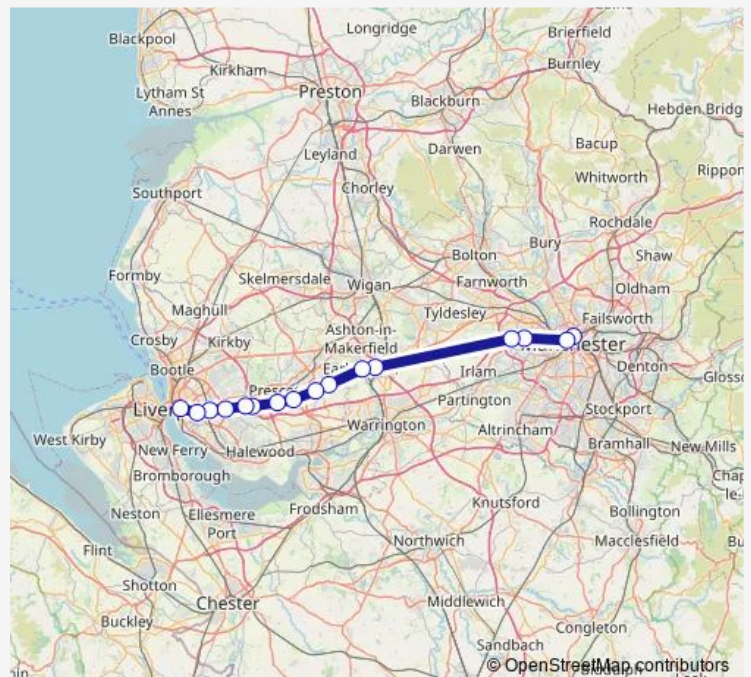 Blackpool
Longridge
Brierfield
Kirkham
Burnley
Lytham St
Annes
Preston
Blackburn
Hebden Bridg
Leyland
Darwen
Bacup
Southport
Chorley
Whitworth
Rippon
Rochdale
Formby
Skelmersdale
Wigan
Bolton
Bury
Shaw
Farnworth
Oldham
Maghull
Tyldesley
Failsworth
Crosby
Kirkby
Ashton-in-
Makerfield
Bootle
Irlam
Denton
Glosso
Partington
Stockport
West Kirby
Warrington
Altrincham
New Ferry
Halewood
Bramhall
New Mills
Bromborough
Neston
Ellesmere
Port
Frodsham
Knutsford
Bollington
Flint
Northwich
Macclesfield
Shotton
Chester
Middlewich
Buckley
Congleton
Sandbach
© OpenStreetMap contributors